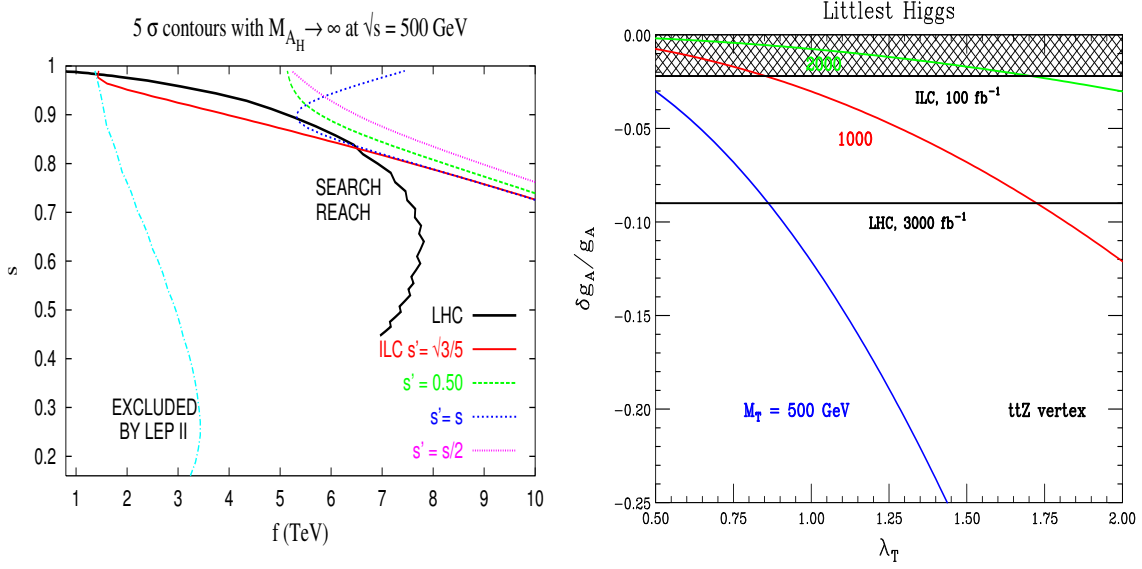 5 σ contours with M_{A_H} → ∞ at √s = 500 GeV
1
0.9
0.8
0.7
0.6
0.5
0.4
0.3
0.2
s
SEARCH
REACH
LHC
ILC s'= √3/5
s' = 0.50
s'= s
s' = s/2
EXCLUDED
BY LEP II
1 2 3 4 5 6 7 8 9 10
f (TeV)
Littlest Higgs
0.00
-0.05
-0.10
-0.15
-0.20
-0.25
δg_A/g_A
2000
ILC, 100 fb⁻¹
1000
LHC, 3000 fb⁻¹
M_T = 500 GeV
ttZ vertex
0.50 0.75 1.00 1.25 1.50 1.75 2.00
λ_T